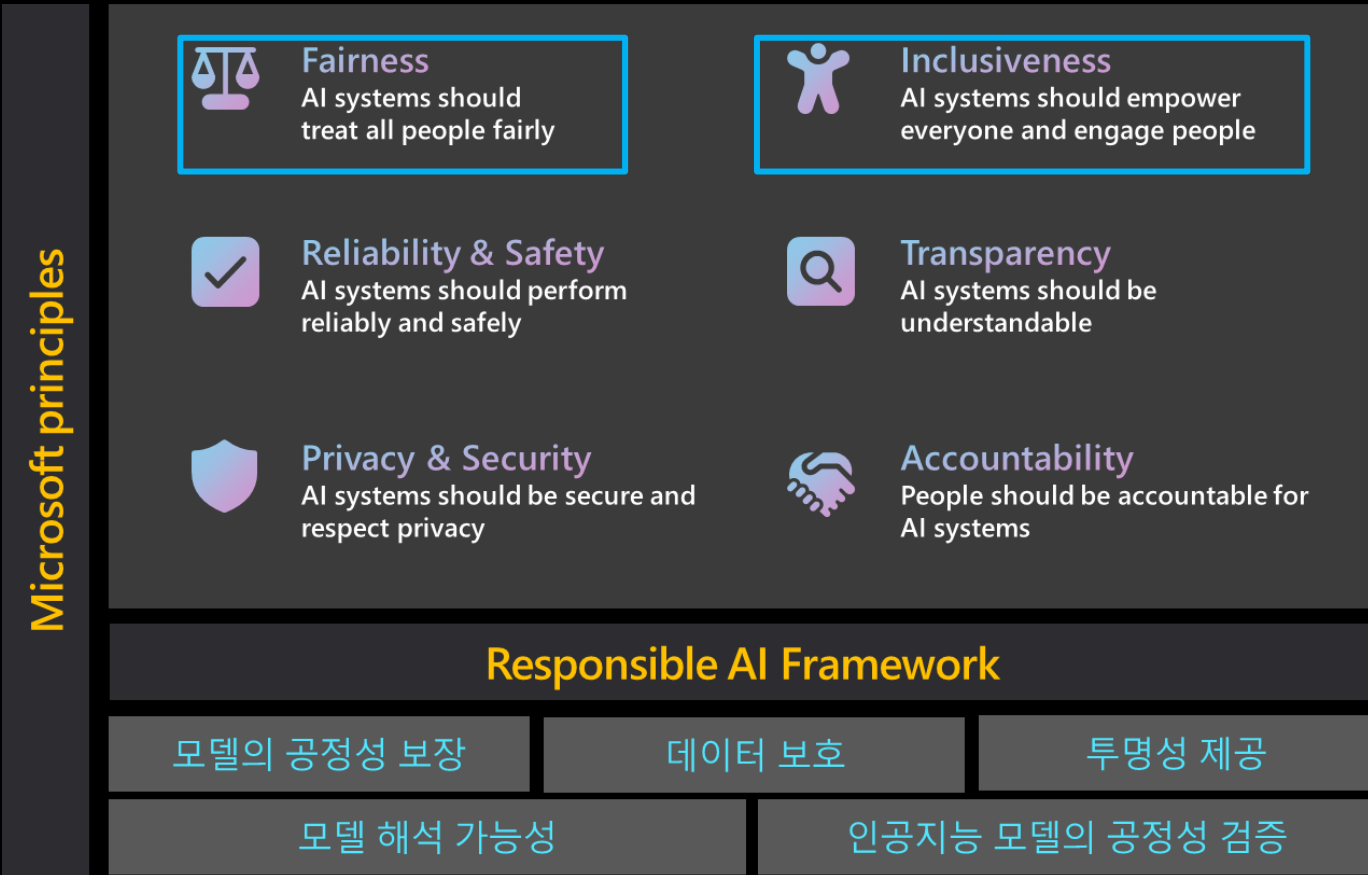 Microsoft principles
Fairness
AI systems should
treat all people fairly
Inclusiveness
AI systems should empower
everyone and engage people
Reliability & Safety
AI systems should perform
reliably and safely
Transparency
AI systems should be
understandable
Privacy & Security
AI systems should be secure and
respect privacy
Accountability
People should be accountable for
AI systems
Responsible AI Framework
모델의 공정성 보장
데이터 보호
투명성 제공
모델 해석 가능성
인공지능 모델의 공정성 검증